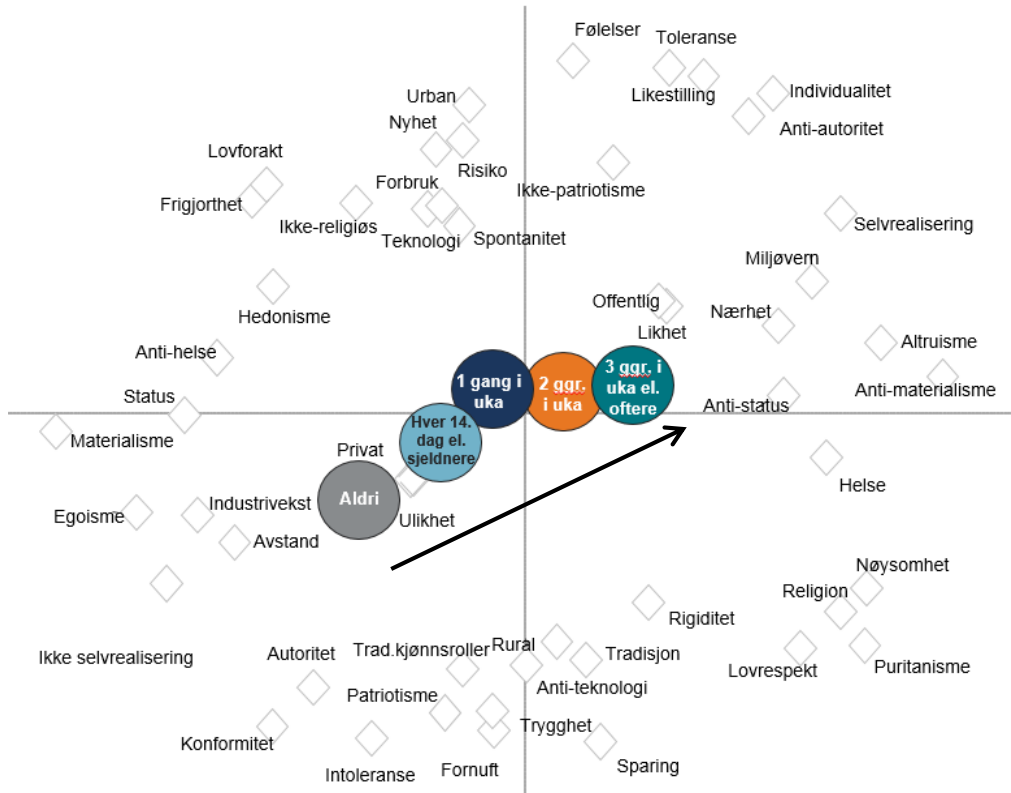 Følelser
Toleranse
Urban
Likestilling
Individualitet
Nyhet
Anti-autoritet
Lovforakt
Risiko
Forbruk
Ikke-patriotisme
Frigjorthet
Ikke-religiøs
Teknologi
Spontanitet
Selvrealisering
Miljøvern
Offentlig
Nærhet
Hedonisme
Likhet
Altruisme
Anti-helse
1 gang i
uka
2 ggr.
i uka
3 ggr. i
uka el.
oftere
Anti-materialisme
Status
Anti-status
Hver 14.
dag el.
sjeldnere
Materialisme
Privat
Helse
Aldri
Industrivekst
Egoisme
Ulikhet
Avstand
Nøysomhet
Religion
Rigiditet
Ikke selvrealisering
Autoritet
Trad.kjønnsroller
Rural
Tradisjon
Lovrespekt
Puritanisme
Anti-teknologi
Patriotisme
Trygghet
Konformitet
Intoleranse
Fornuft
Sparing